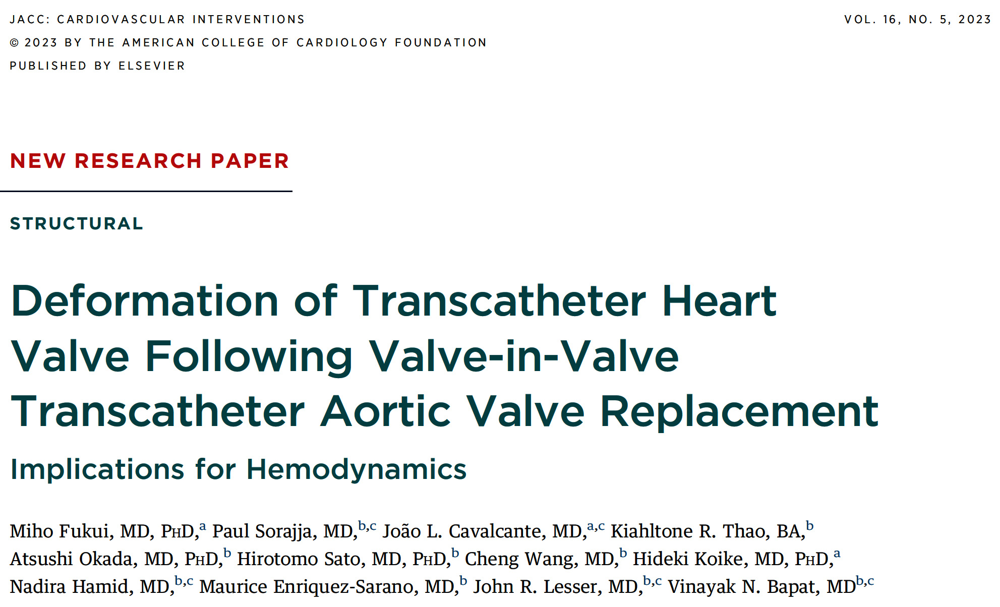 JACC: CARDIOVASCULAR INTERVENTIONS
VOL. 16, NO. 5, 2023
© 2023 BY THE AMERICAN COLLEGE OF CARDIOLOGY FOUNDATION
PUBLISHED BY ELSEVIER
NEW RESEARCH PAPER
STRUCTURAL
Deformation of Transcatheter Heart
Valve Following Valve-in-Valve
Transcatheter Aortic Valve Replacement
Implications for Hemodynamics
Miho Fukui, MD, PhD,a Paul Sorajja, MD,b,c João L. Cavalcante, MD,a,c Kiahltone R. Thao, BA,b
Atsushi Okada, MD, PhD,b Hirotomo Sato, MD, PhD,b Cheng Wang, MD,b Hideki Koike, MD, PhD,a
Nadira Hamid, MD,b,c Maurice Enriquez-Sarano, MD,b John R. Lesser, MD,b,c Vinayak N. Bapat, MDb,c